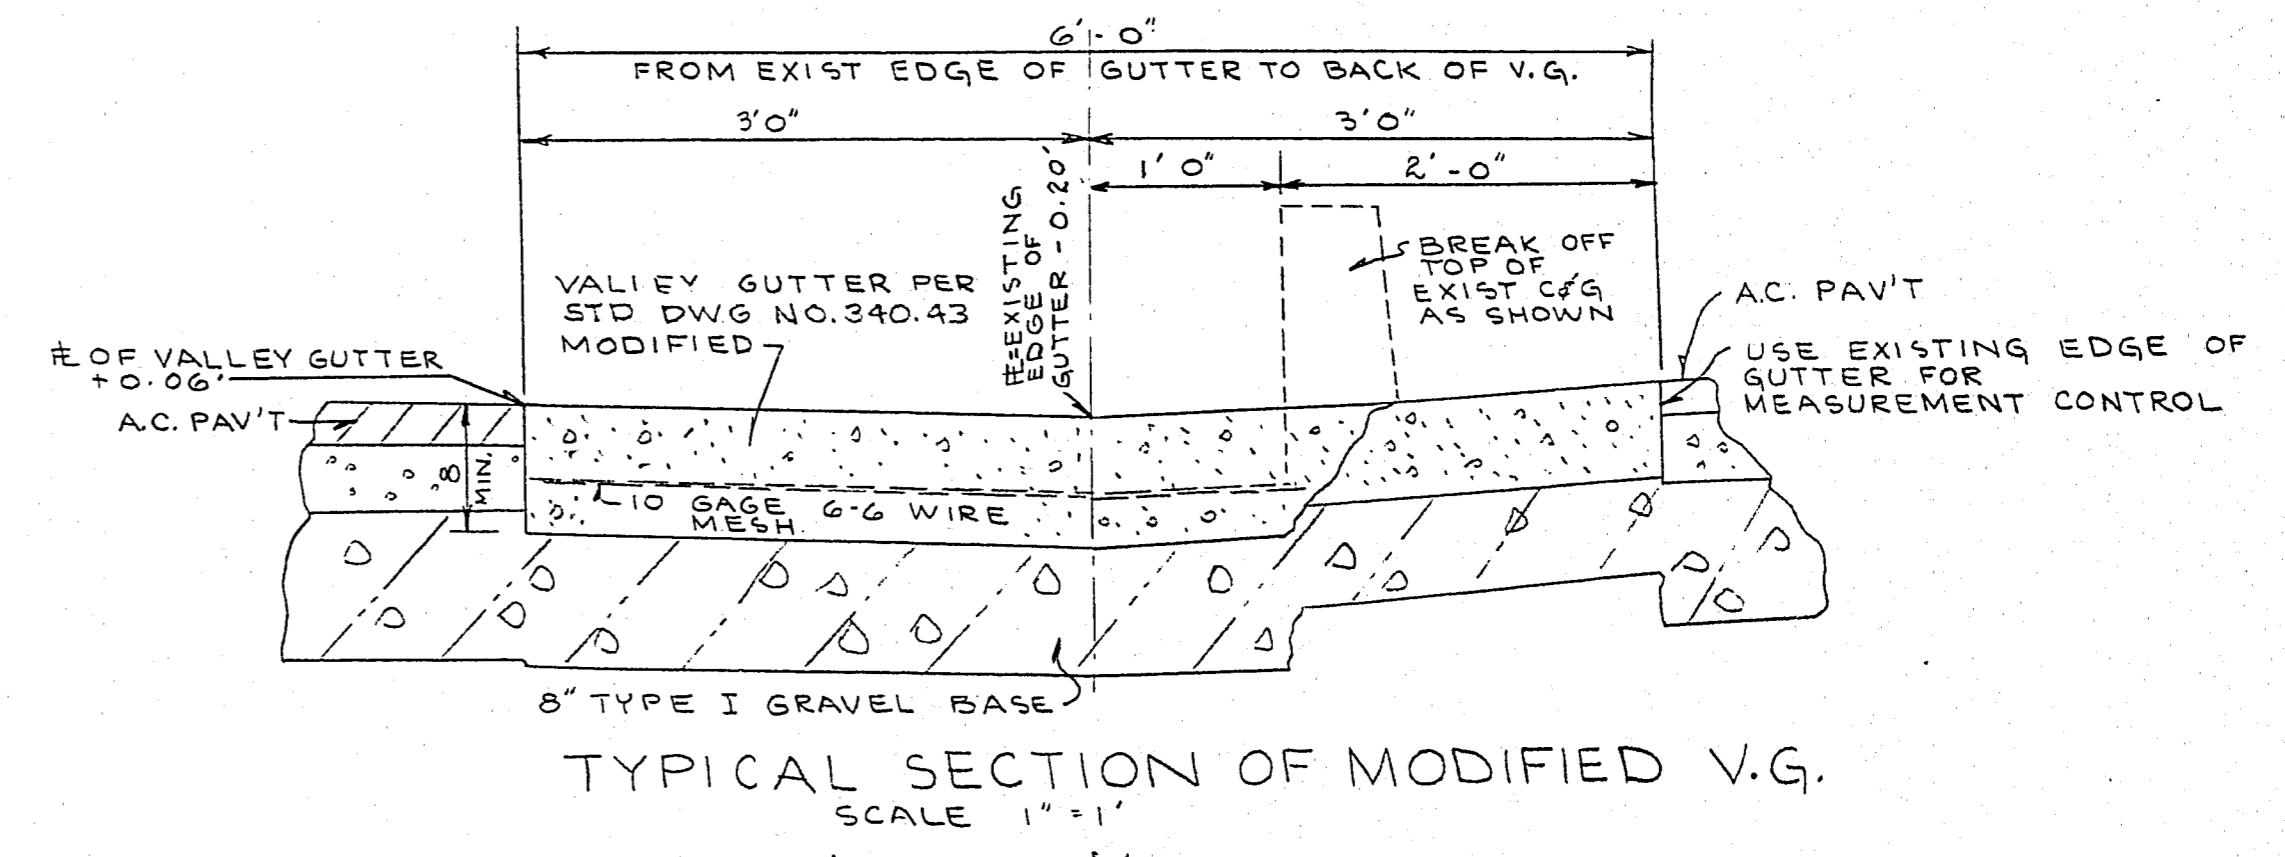 6'-0"
FROM EXIST EDGE OF GUTTER TO BACK OF V.G.
3'0"
3'0"
1' 0"
2'-0"
℄=EXISTING
EDGE OF
GUTTER -0.20'
BREAK OFF
TOP OF
EXIST C&G
AS SHOWN
VALLEY GUTTER PER
STD DWG NO.340.43
MODIFIED
A.C. PAV'T
USE EXISTING EDGE OF
GUTTER FOR
MEASUREMENT CONTROL
℄ OF VALLEY GUTTER
+0.06'
A.C. PAV'T
8"
MIN.
10 GAGE 6-6 WIRE
MESH
8" TYPE I GRAVEL BASE
TYPICAL SECTION OF MODIFIED V.G.
SCALE 1"=1'